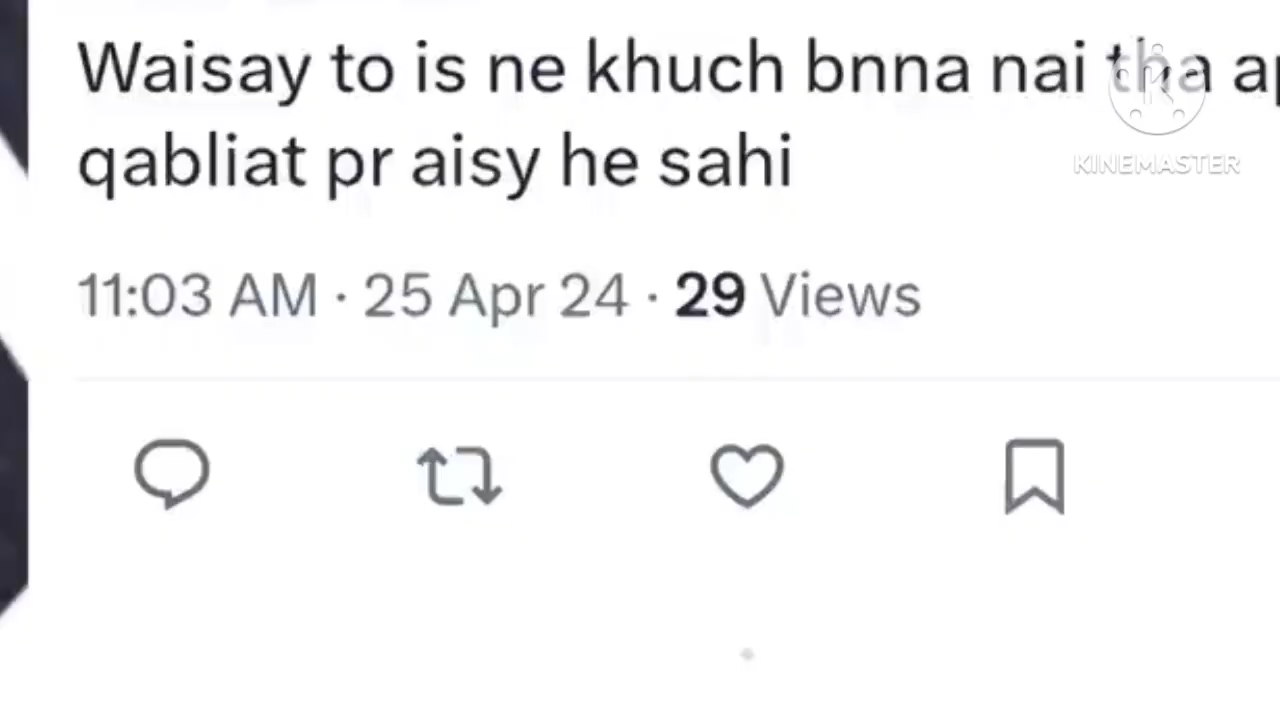 Waisay to is ne khuch bnna nai tha
qabliat pr aisy he sahi
KINEMASTER
11:03 AM · 25 Apr 24 · 29 Views